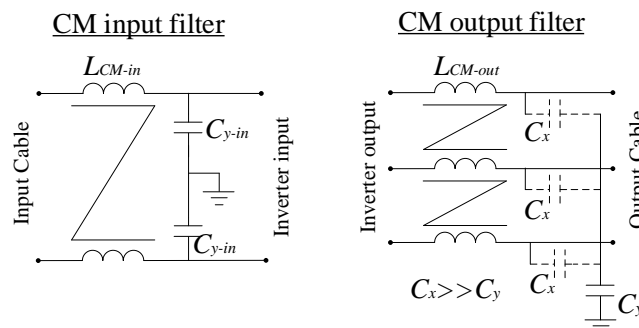 CM input filter
LCM-in
Cy-in
Cy-in
Input Cable
Inverter input
CM output filter
LCM-out
Cx
Cx
Cx
Cx>>Cy
Cy
Inverter output
Output Cable